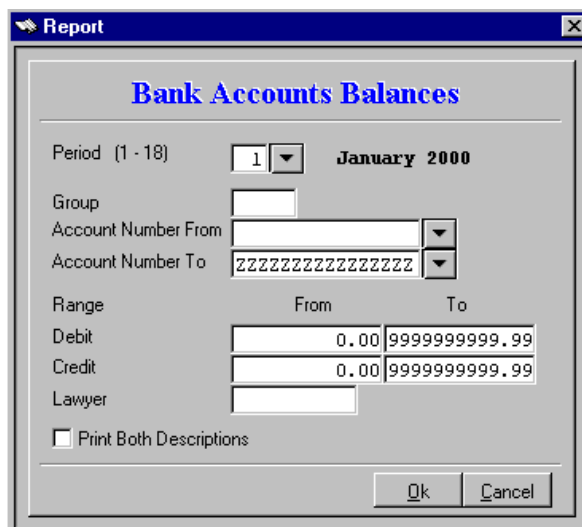 Report
Bank Accounts Balances
Period (1 - 18) 1 January 2000
Group
Account Number From
Account Number To ZZZZZZZZZZZZZZZZ
Range From To
Debit 0.00 9999999999.99
Credit 0.00 9999999999.99
Lawyer
Print Both Descriptions
Ok Cancel